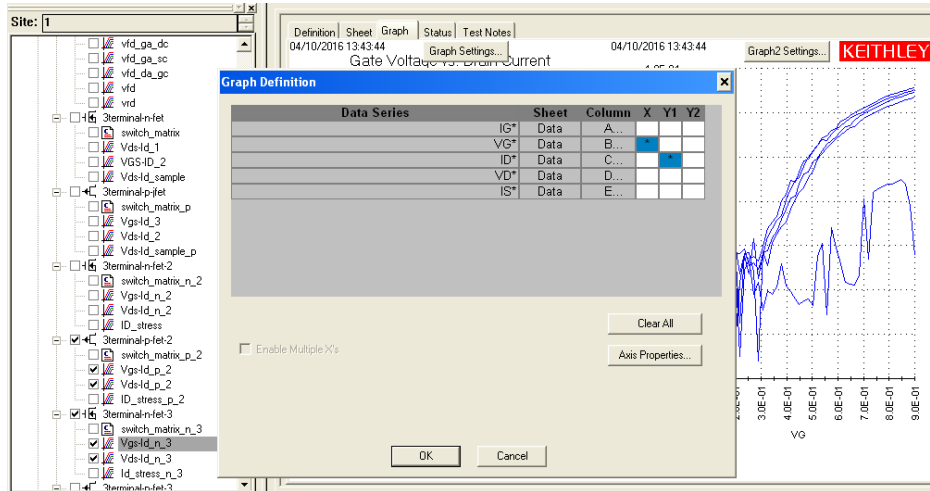 Site: 1
vfd_ga_dc
vfd_ga_sc
vfd_da_gc
vfd
vrd
3terminal-n-fet
switch_matrix
Vds-Id_1
VGS-ID_2
Vds-Id_sample
3terminal-p-jfet
switch_matrix_p
Vgs-Id_3
Vds-Id_2
Vds-Id_sample_p
3terminal-n-fet-2
switch_matrix_n_2
Vgs-Id_n_2
Vds-Id_n_2
ID_stress
3terminal-p-fet-2
switch_matrix_p_2
Vgs-Id_p_2
Vds-Id_p_2
ID_stress_p_2
3terminal-n-fet-3
switch_matrix_n_3
Vgs-Id_n_3
Vds-Id_n_3
Id_stress_n_3
3terminal-p-fet-3
Definition Sheet Graph Status Test Notes
04/10/2016 13:43:44 Graph Settings... 04/10/2016 13:43:44 Graph2 Settings... KEITHLEY
Gate Voltage vs. Drain Current
Graph Definition
Data Series Sheet Column X Y1 Y2
IG* Data A...
VG* Data B... *
ID* Data C... *
VD* Data D...
IS* Data E...
Clear All
Enable Multiple X's
Axis Properties...
OK Cancel
3.0E-01 4.0E-01 5.0E-01 6.0E-01 7.0E-01 8.0E-01 9.0E-01
VG